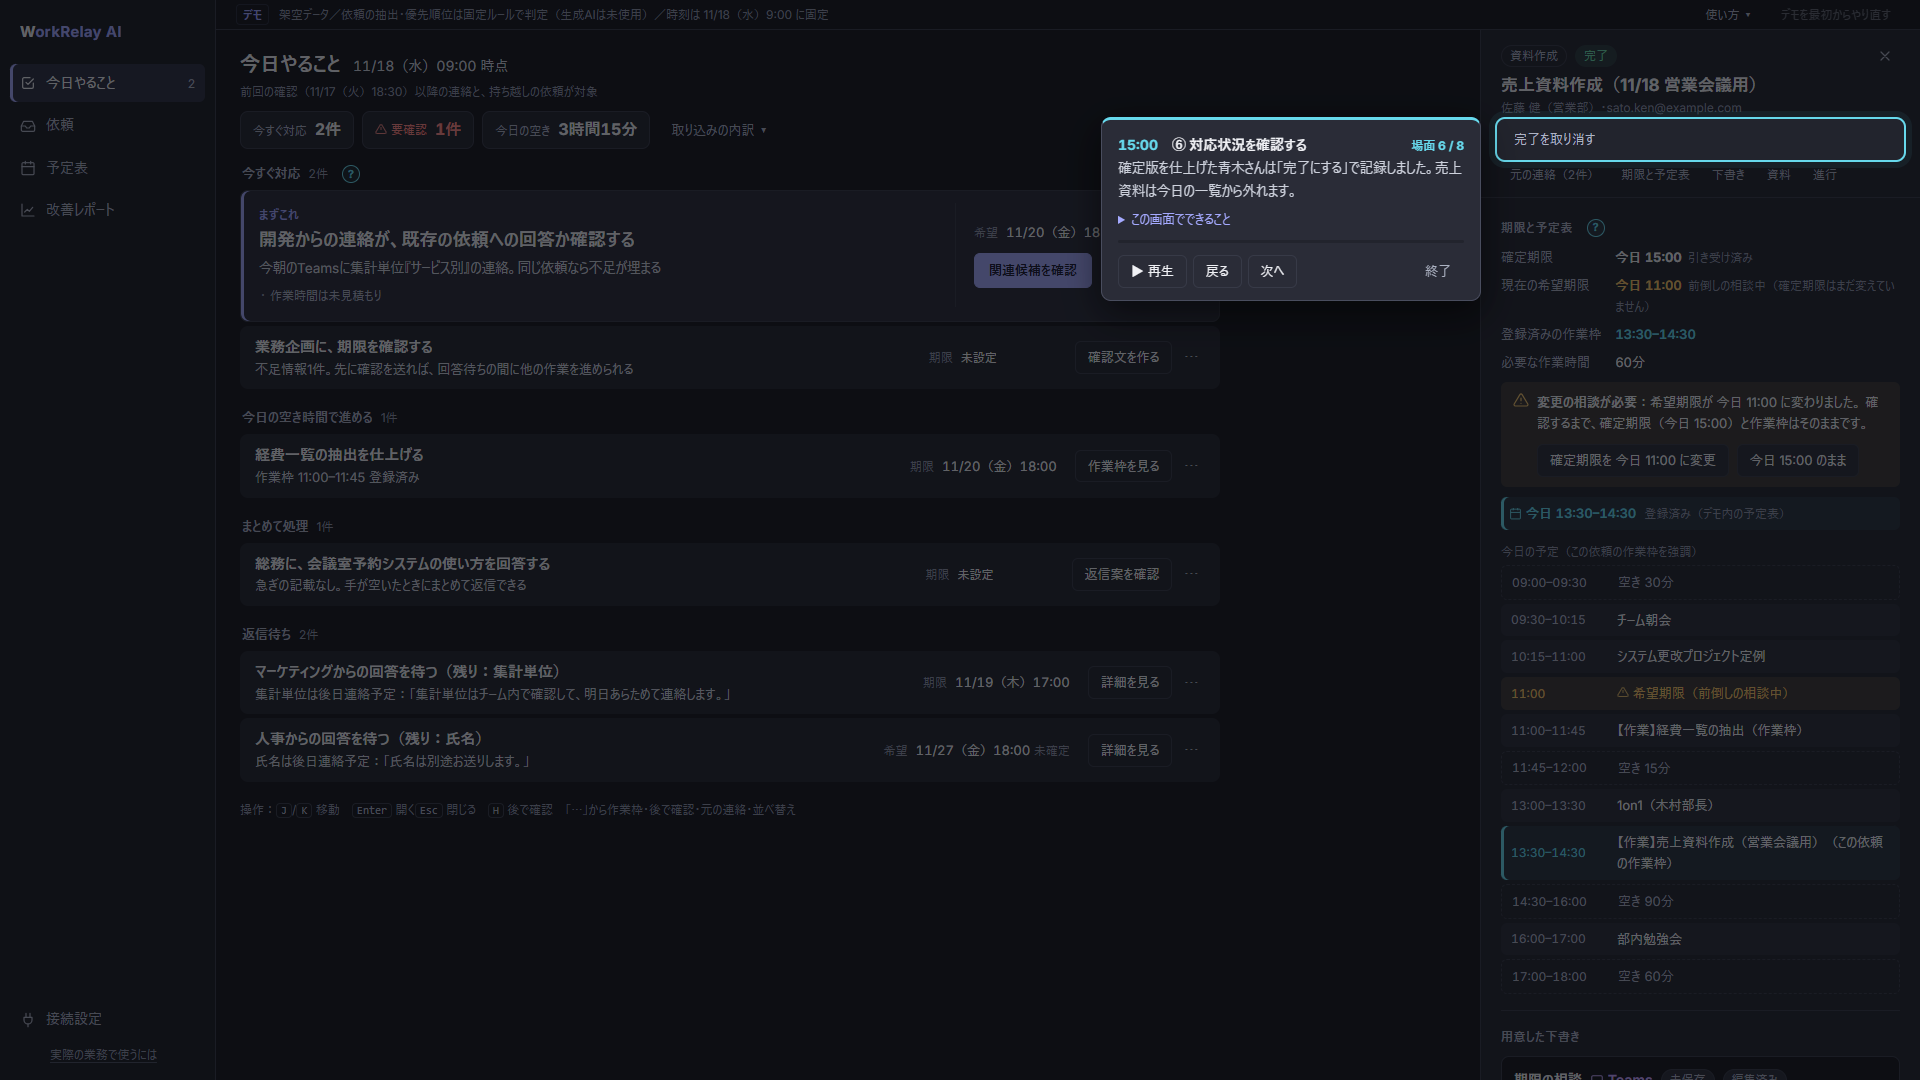 WorkRelay AI
今日やること 2
依頼
予定表
改善レポート
接続設定
実際の業務で使うには
デモ 架空データ／依頼の抽出・優先順位は固定ルールで判定（生成AIは未使用）／時刻は 11/18（水）9:00 に固定
使い方 ▼ デモを最初からやり直す
今日やること 11/18（水）09:00 時点
前回の確認（11/17（火）18:30）以降の連絡と、持ち越しの依頼が対象
今すぐ対応 2件
要確認 1件
今日の空き 3時間15分
取り込みの内訳 ▼
今すぐ対応 2件 ?
まずこれ
開発からの連絡が、既存の依頼への回答か確認する
今朝のTeamsに集計単位『サービス別』の連絡。同じ依頼なら不足が埋まる
・作業時間は未見積もり
希望 11/20（金）18
関連候補を確認
業務企画に、期限を確認する
不足情報1件。先に確認を送れば、回答待ちの間に他の作業を進められる
期限 未設定 確認文を作る …
今日の空き時間で進める 1件
経費一覧の抽出を仕上げる
作業枠 11:00–11:45 登録済み
期限 11/20（金）18:00 作業枠を見る …
まとめて処理 1件
総務に、会議室予約システムの使い方を回答する
急ぎの記載なし。手が空いたときにまとめて返信できる
期限 未設定 返信案を確認 …
返信待ち 2件
マーケティングからの回答を待つ（残り：集計単位）
集計単位は後日連絡予定：「集計単位はチーム内で確認して、明日あらためて連絡します。」
期限 11/19（木）17:00 詳細を見る …
人事からの回答を待つ（残り：氏名）
氏名は後日連絡予定：「氏名は別途お送りします。」
希望 11/27（金）18:00 未確定 詳細を見る …
操作： J / K 移動 Enter 開く Esc 閉じる H 後で確認 「…」から作業枠・後で確認・元の連絡・並べ替え
15:00 ⑥ 対応状況を確認する 場面 6 / 8
確定版を仕上げた青木さんは「完了にする」で記録しました。売上
資料は今日の一覧から外れます。
▶ この画面でできること
▶ 再生 戻る 次へ 終了
資料作成 完了
売上資料作成（11/18 営業会議用）
佐藤 健（営業部）・sato.ken@example.com
完了を取り消す
元の連絡（2件） 期限と予定表 下書き 資料 進行
期限と予定表 ?
確定期限 今日 15:00 引き受け済み
現在の希望期限 今日 11:00 前倒しの相談中（確定期限はまだ変えてい
ません）
登録済みの作業枠 13:30–14:30
必要な作業時間 60分
変更の相談が必要：希望期限が 今日 11:00 に変わりました。確
認するまで、確定期限（今日 15:00）と作業枠はそのままです。
確定期限を 今日 11:00 に変更 今日 15:00 のまま
今日 13:30–14:30 登録済み（デモ内の予定表）
今日の予定（この依頼の作業枠を強調）
09:00–09:30 空き 30分
09:30–10:15 チーム朝会
10:15–11:00 システム更改プロジェクト定例
11:00 希望期限（前倒しの相談中）
11:00–11:45 【作業】経費一覧の抽出（作業枠）
11:45–12:00 空き 15分
13:00–13:30 1on1（木村部長）
13:30–14:30 【作業】売上資料作成（営業会議用）（この依頼
の作業枠）
14:30–16:00 空き 90分
16:00–17:00 部内勉強会
17:00–18:00 空き 60分
用意した下書き
期限の相談 Teams 未保存 編集済み